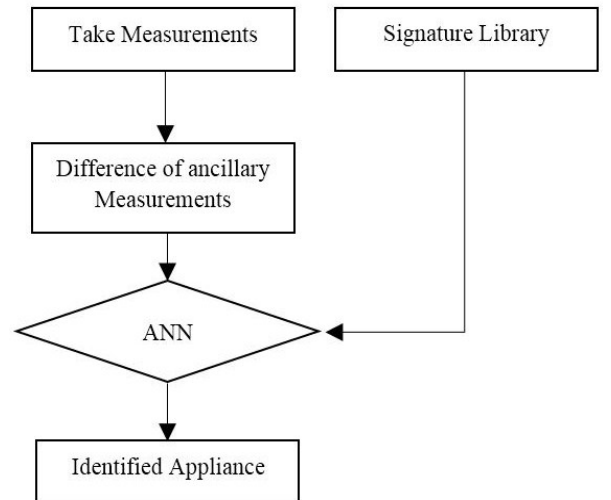 Take Measurements
Signature Library
Difference of ancillary
Measurements
ANN
Identified Appliance